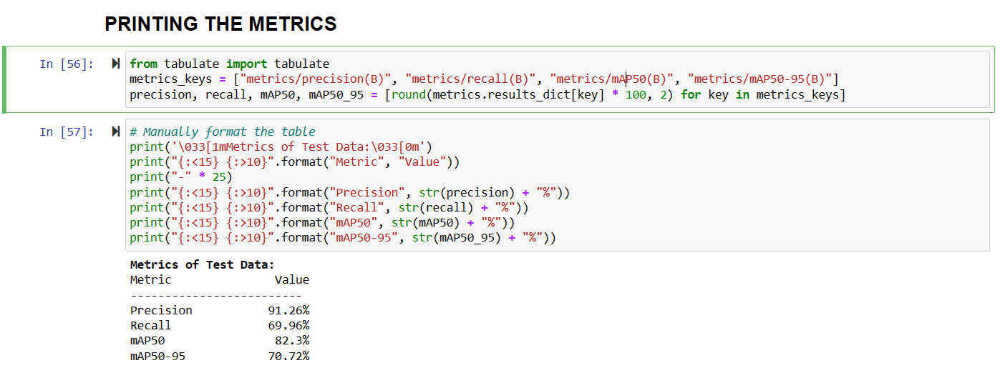 PRINTING THE METRICS
In [56]:
from tabulate import tabulate
metrics_keys = ["metrics/precision(B)", "metrics/recall(B)", "metrics/mAP50(B)", "metrics/mAP50-95(B)"]
precision, recall, mAP50, mAP50_95 = [round(metrics.results_dict[key] * 100, 2) for key in metrics_keys]
In [57]:
# Manually format the table
print('\033[1mMetrics of Test Data:\033[0m')
print("{:<15} {:>10}".format("Metric", "Value"))
print("-" * 25)
print("{:<15} {:>10}".format("Precision", str(precision) + "%"))
print("{:<15} {:>10}".format("Recall", str(recall) + "%"))
print("{:<15} {:>10}".format("mAP50", str(mAP50) + "%"))
print("{:<15} {:>10}".format("mAP50-95", str(mAP50_95) + "%"))
Metrics of Test Data:
Metric Value
-------------------------
Precision 91.26%
Recall 69.96%
mAP50 82.3%
mAP50-95 70.72%